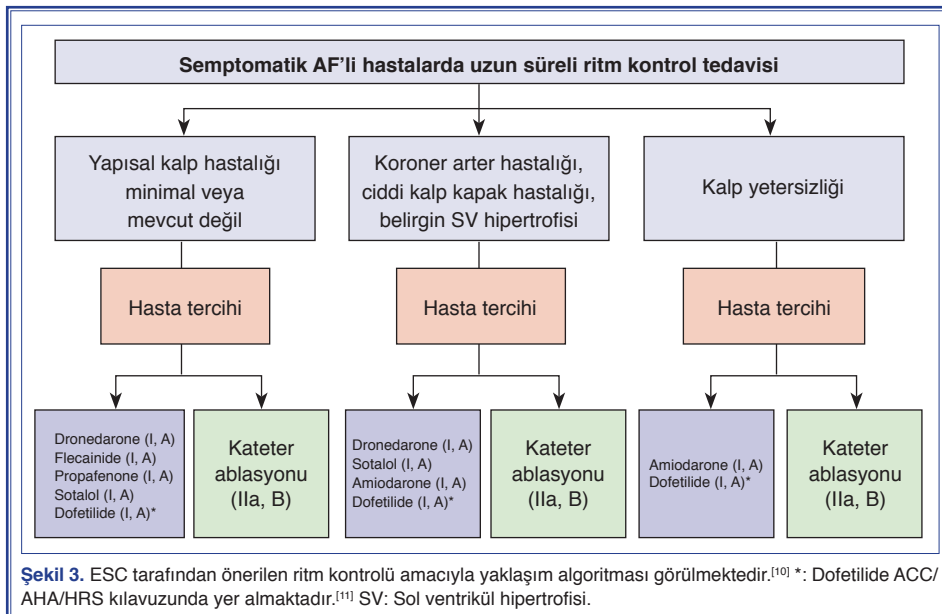 Semptomatik AF'li hastalarda uzun süreli ritm kontrol tedavisi
Yapısal kalp hastalığı
minimal veya
mevcut değil
Koroner arter hastalığı,
ciddi kalp kapak hastalığı,
belirgin SV hipertrofisi
Kalp yetersizliği
Hasta tercihi
Hasta tercihi
Hasta tercihi
Dronedarone (I, A)
Flecainide (I, A)
Propafenone (I, A)
Sotalol (I, A)
Dofetilide (I, A)*
Kateter
ablasyonu
(IIa, B)
Dronedarone (I, A)
Sotalol (I, A)
Amiodarone (I, A)
Dofetilide (I, A)*
Kateter
ablasyonu
(IIa, B)
Amiodarone (I, A)
Dofetilide (I, A)*
Kateter
ablasyonu
(IIa, B)
Şekil 3. ESC tarafından önerilen ritm kontrolü amacıyla yaklaşım algoritması görülmektedir.[10] *: Dofetilide ACC/
AHA/HRS kılavuzunda yer almaktadır.[11] SV: Sol ventrikül hipertrofisi.